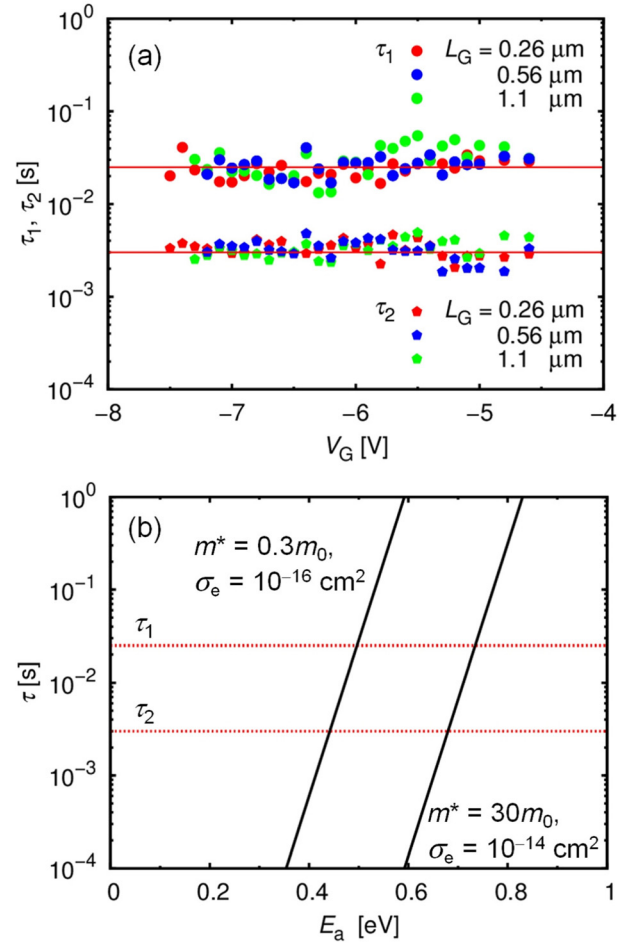 (a)
τ1 LG = 0.26 μm
0.56 μm
1.1 μm
10^0
10^−1
10^−2
10^−3
10^−4
τ1, τ2 [s]
τ2 LG = 0.26 μm
0.56 μm
1.1 μm
−8 −7 −6 −5 −4
VG [V]
(b)
m* = 0.3m0,
σe = 10^−16 cm^2
10^0
10^−1
10^−2
10^−3
10^−4
τ [s]
τ1
τ2
m* = 30m0,
σe = 10^−14 cm^2
0 0.2 0.4 0.6 0.8 1
Ea [eV]